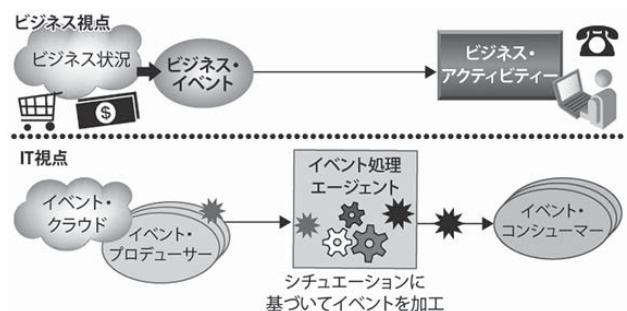 ビジネス視点
ビジネス状況
ビジネス・
イベント
ビジネス・
アクティビティー
$
IT視点
イベント・
クラウド
イベント・
プロデューサー
イベント処理
エージェント
シチュエーションに
基づいてイベントを加工
イベント・
コンシューマー